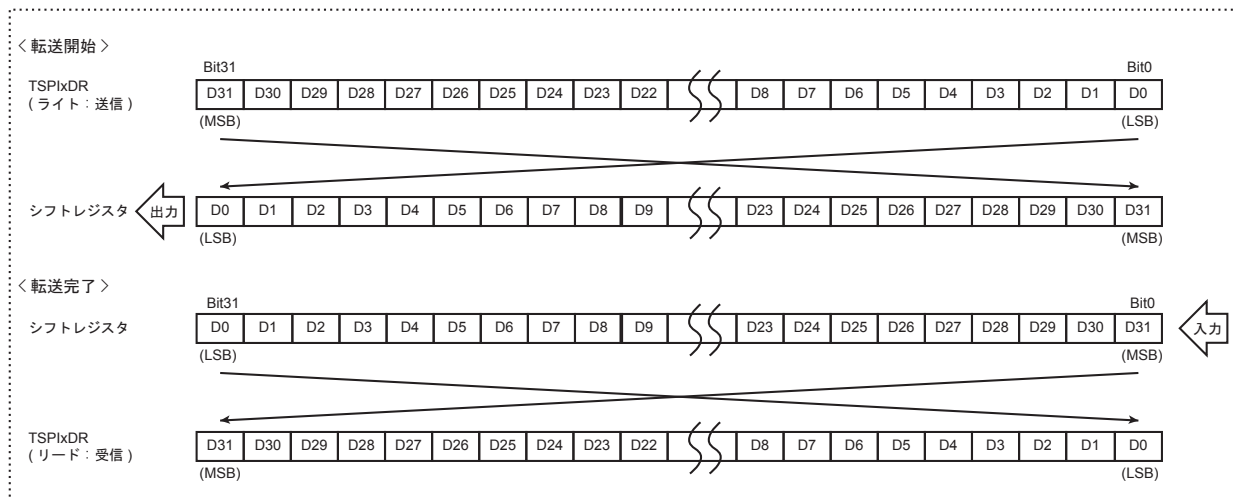 < 転送開始 >
Bit31 Bit0
TSPIxDR
( ライト : 送信 )
D31 D30 D29 D28 D27 D26 D25 D24 D23 D22 D8 D7 D6 D5 D4 D3 D2 D1 D0
(MSB) (LSB)
シフトレジスタ 出力 D0 D1 D2 D3 D4 D5 D6 D7 D8 D9 D23 D24 D25 D26 D27 D28 D29 D30 D31
(LSB) (MSB)
< 転送完了 >
Bit31 Bit0
シフトレジスタ D0 D1 D2 D3 D4 D5 D6 D7 D8 D9 D23 D24 D25 D26 D27 D28 D29 D30 D31 入力
(LSB) (MSB)
TSPIxDR
( リード : 受信 )
D31 D30 D29 D28 D27 D26 D25 D24 D23 D22 D8 D7 D6 D5 D4 D3 D2 D1 D0
(MSB) (LSB)